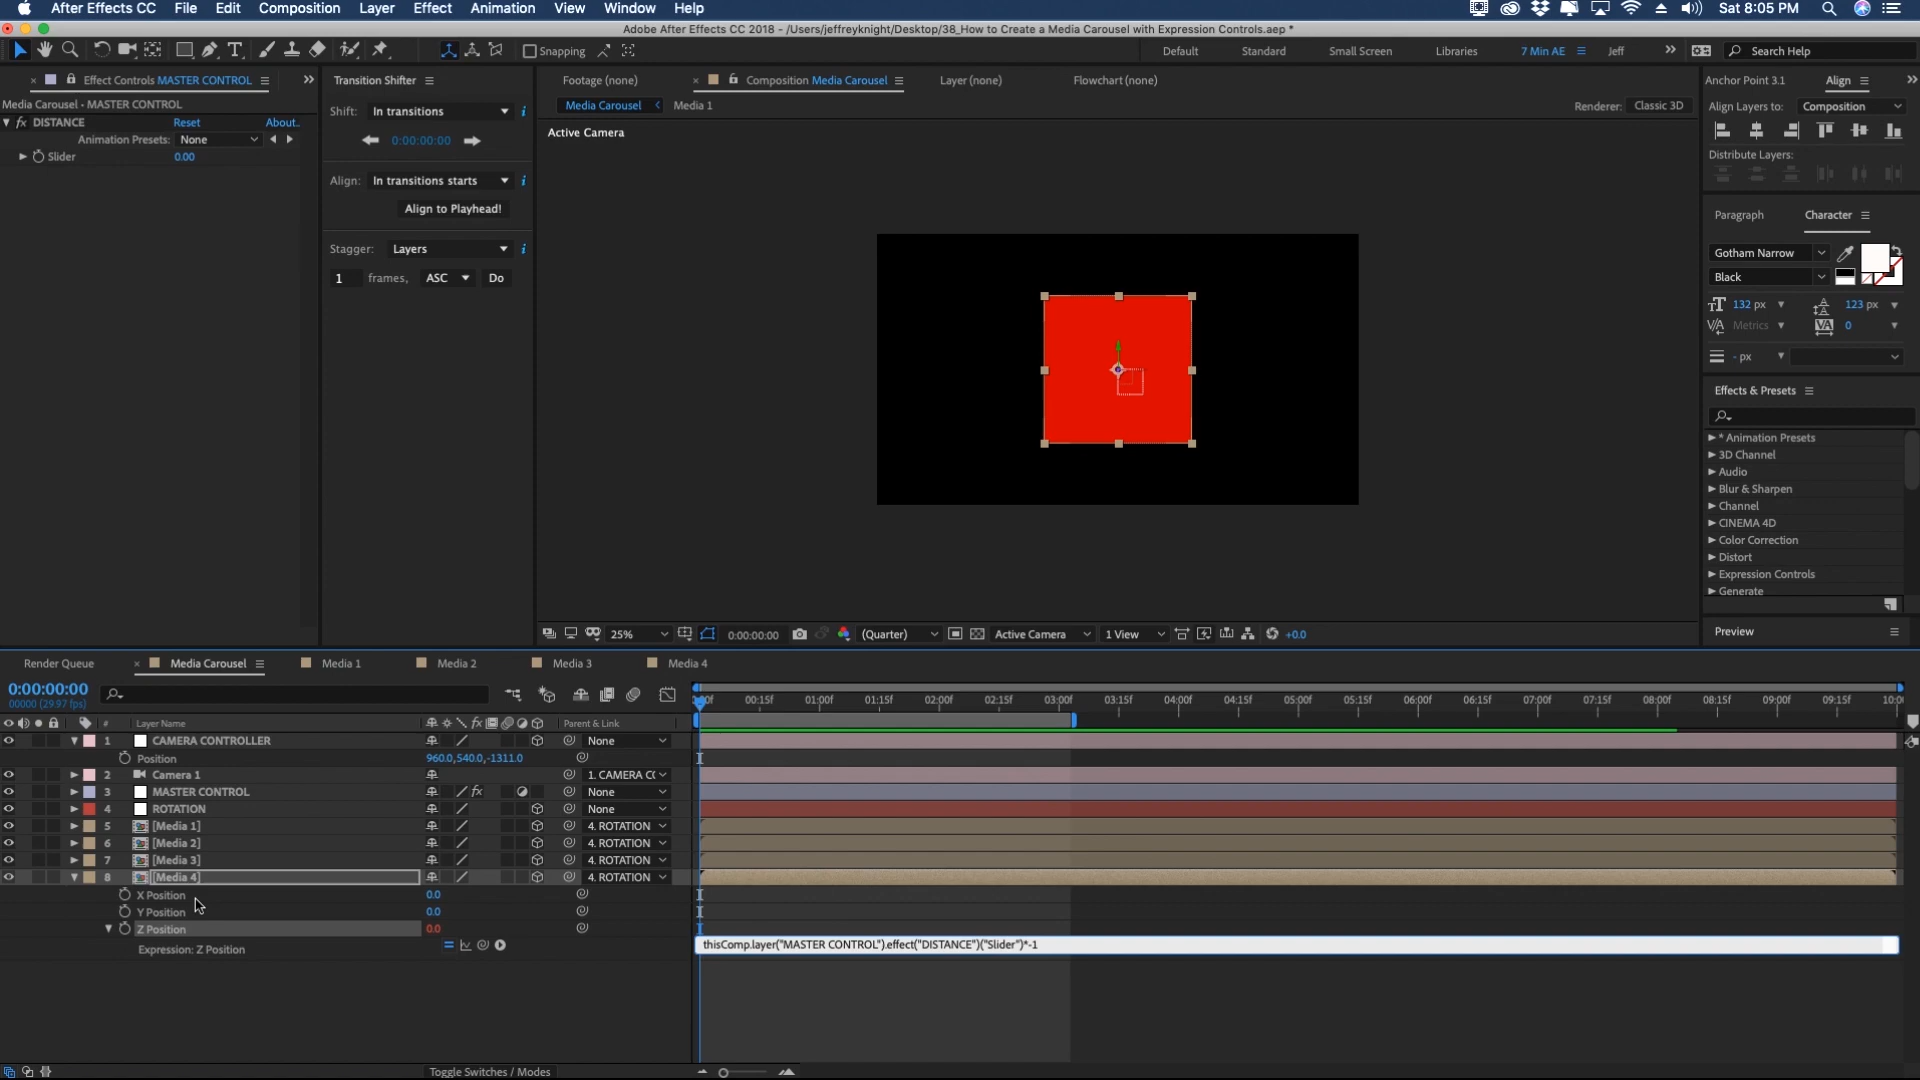 After Effects CC File Edit Composition Layer Effect Animation View Window Help Sat 8:05 PM
Adobe After Effects CC 2018 - /Users/jeffreyknight/Desktop/38_How to Create a Media Carousel with Expression Controls.aep *
Snapping Default Standard Small Screen Libraries 7 Min AE Jeff Search Help
Effect Controls MASTER CONTROL
Media Carousel • MASTER CONTROL
fx DISTANCE Reset About..
Animation Presets: None
Slider 0.00
Transition Shifter
Shift: In transitions
0:00:00:00
Align: In transitions starts
Align to Playhead!
Stagger: Layers
1 frames, ASC Do
Footage (none) Composition Media Carousel Layer (none) Flowchart (none)
Media Carousel Media 1 Renderer: Classic 3D
Active Camera
25% 0:00:00:00 (Quarter) Active Camera 1 View +0.0
Anchor Point 3.1 Align
Align Layers to: Composition
Distribute Layers:
Paragraph Character
Gotham Narrow
Black
132 px 123 px
Metrics 0
- px
Effects & Presets
* Animation Presets
3D Channel
Audio
Blur & Sharpen
Channel
CINEMA 4D
Color Correction
Distort
Expression Controls
Generate
Preview
Render Queue Media Carousel Media 1 Media 2 Media 3 Media 4
0:00:00:00
00000 (29.97 fps)
00:15f 01:00f 01:15f 02:00f 02:15f 03:00f 03:15f 04:00f 04:15f 05:00f 05:15f 06:00f 06:15f 07:00f 07:15f 08:00f 08:15f 09:00f 09:15f 10:0
# Layer Name fx Parent & Link
1 CAMERA CONTROLLER None
Position 960.0,540.0,-1311.0
2 Camera 1 1. CAMERA C
3 MASTER CONTROL fx None
4 ROTATION None
5 [Media 1] 4. ROTATION
6 [Media 2] 4. ROTATION
7 [Media 3] 4. ROTATION
8 [Media 4] 4. ROTATION
X Position 0.0
Y Position 0.0
Z Position 0.0
Expression: Z Position thisComp.layer("MASTER CONTROL").effect("DISTANCE")("Slider")*-1
Toggle Switches / Modes